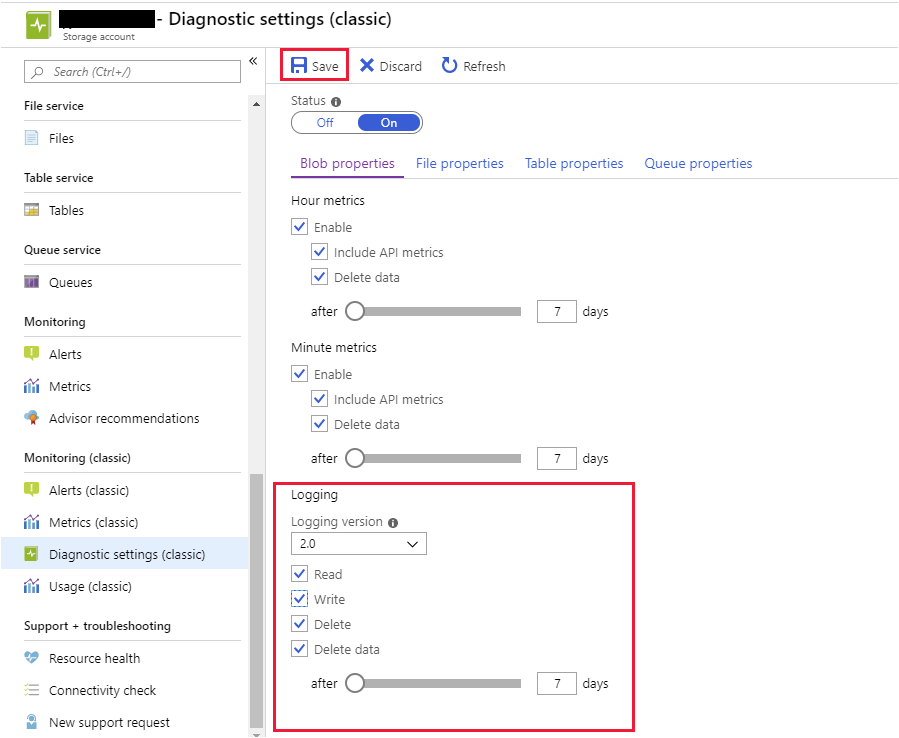 - Diagnostic settings (classic)
Storage account
Search (Ctrl+/)
«
File service
Files
Table service
Tables
Queue service
Queues
Monitoring
Alerts
Metrics
Advisor recommendations
Monitoring (classic)
Alerts (classic)
Metrics (classic)
Diagnostic settings (classic)
Usage (classic)
Support + troubleshooting
Resource health
Connectivity check
New support request
Save Discard Refresh
Status
Off On
Blob properties File properties Table properties Queue properties
Hour metrics
Enable
Include API metrics
Delete data
after 7 days
Minute metrics
Enable
Include API metrics
Delete data
after 7 days
Logging
Logging version
2.0
Read
Write
Delete
Delete data
after 7 days